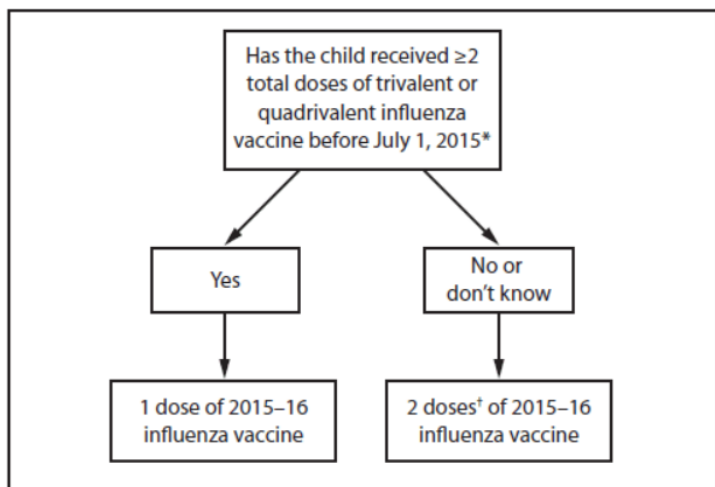 Has the child received ≥2
total doses of trivalent or
quadrivalent influenza
vaccine before July 1, 2015*
Yes
No or
don't know
1 dose of 2015–16
influenza vaccine
2 doses† of 2015–16
influenza vaccine